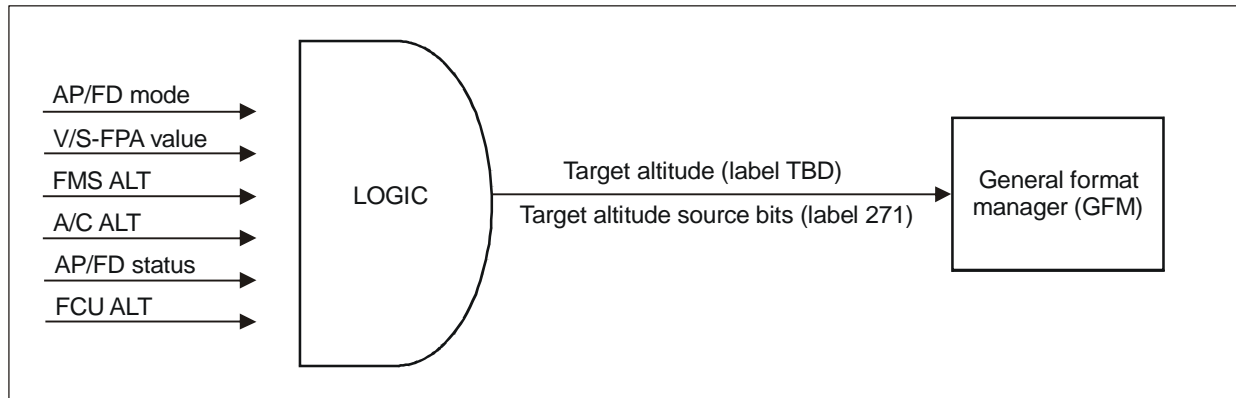 AP/FD mode
V/S-FPA value
FMS ALT
A/C ALT
AP/FD status
FCU ALT
LOGIC
Target altitude (label TBD)
Target altitude source bits (label 271)
General format
manager (GFM)